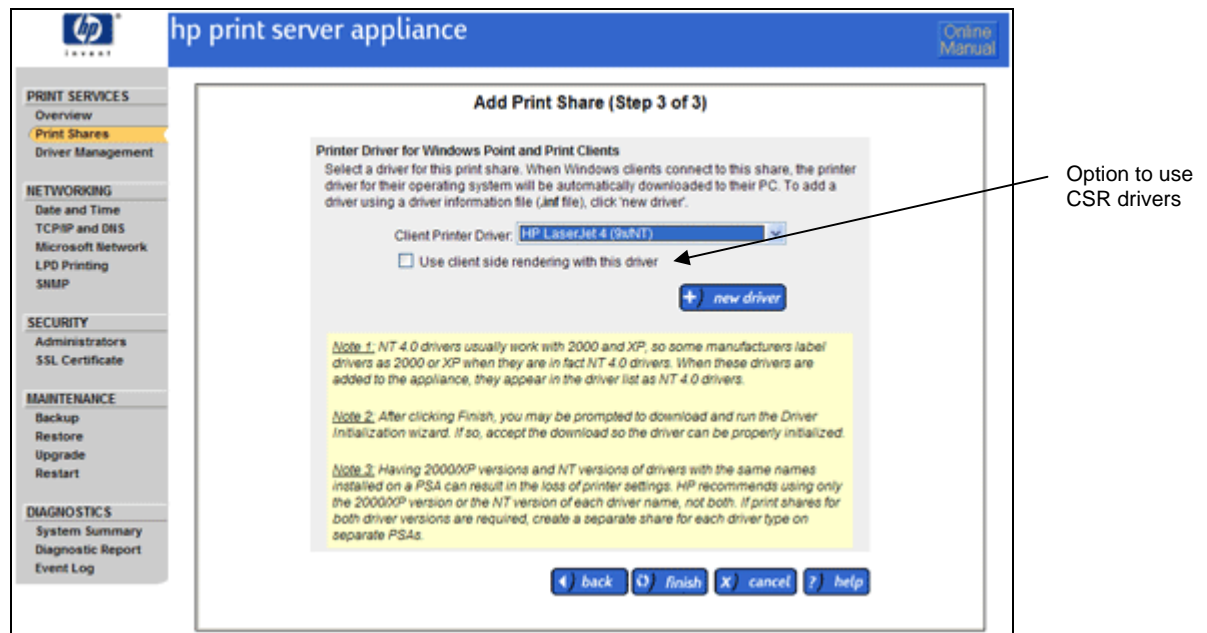 hp
invent
hp print server appliance
Online
Manual
PRINT SERVICES
Overview
Print Shares
Driver Management
NETWORKING
Date and Time
TCP/IP and DNS
Microsoft Network
LPD Printing
SNMP
SECURITY
Administrators
SSL Certificate
MAINTENANCE
Backup
Restore
Upgrade
Restart
DIAGNOSTICS
System Summary
Diagnostic Report
Event Log
Add Print Share (Step 3 of 3)
Printer Driver for Windows Point and Print Clients
Select a driver for this print share. When Windows clients connect to this share, the printer
driver for their operating system will be automatically downloaded to their PC. To add a
driver using a driver information file (.inf file), click 'new driver'.
Client Printer Driver: HP LaserJet 4 (9x/NT)
Use client side rendering with this driver
+ new driver
Note 1: NT 4.0 drivers usually work with 2000 and XP, so some manufacturers label
drivers as 2000 or XP when they are in fact NT 4.0 drivers. When these drivers are
added to the appliance, they appear in the driver list as NT 4.0 drivers.
Note 2: After clicking Finish, you may be prompted to download and run the Driver
Initialization wizard. If so, accept the download so the driver can be properly initialized.
Note 3: Having 2000/XP versions and NT versions of drivers with the same names
installed on a PSA can result in the loss of printer settings. HP recommends using only
the 2000/XP version or the NT version of each driver name, not both. If print shares for
both driver versions are required, create a separate share for each driver type on
separate PSAs.
back finish x cancel ? help
Option to use
CSR drivers